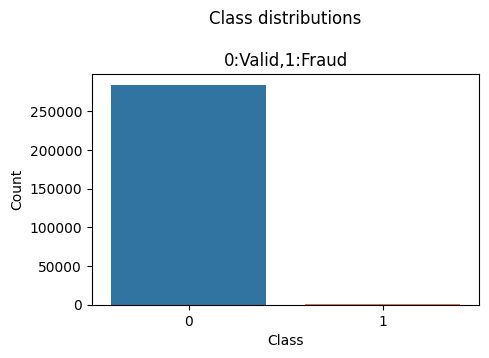 Class distributions
0:Valid,1:Fraud
250000
200000
150000
100000
50000
0
Count
0 1
Class